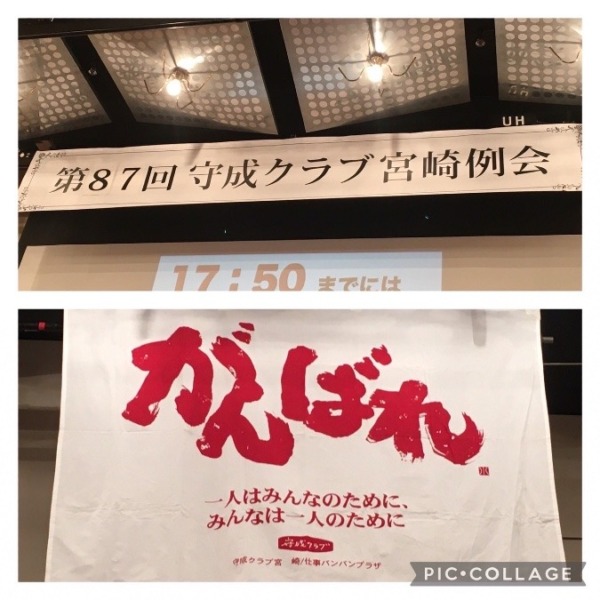 UH
第87回 守成クラブ宮崎例会
17:50 までには
がんばれ
一人はみんなのために、
みんなは一人のために
守成クラブ
守成クラブ宮 崎/仕事バンバンプラザ
PIC•COLLAGE